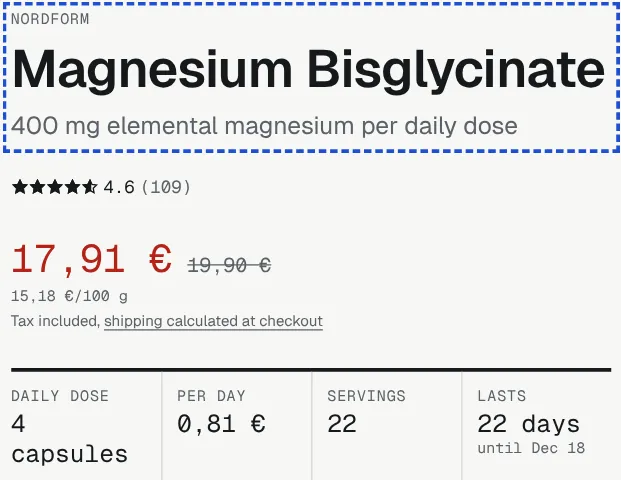 NORDFORM
Magnesium Bisglycinate
400 mg elemental magnesium per daily dose
4.6 (109)
17,91 € 19,90 €
15,18 €/100 g
Tax included, shipping calculated at checkout
DAILY DOSE
4
capsules
PER DAY
0,81 €
SERVINGS
22
LASTS
22 days
until Dec 18